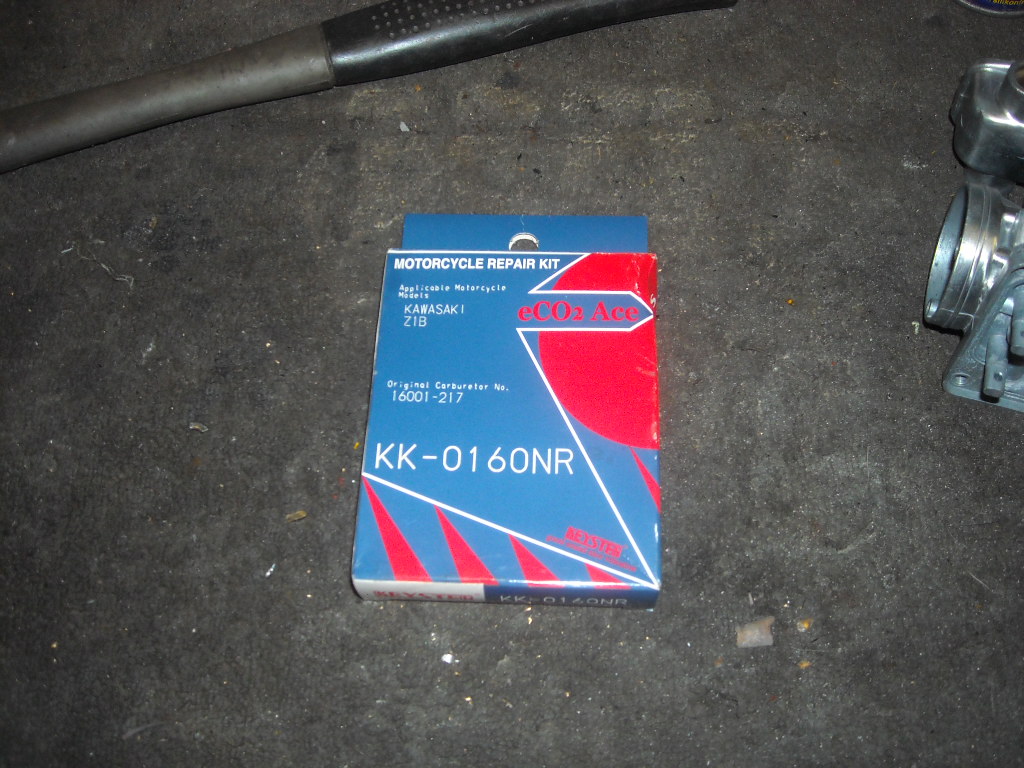 MOTORCYCLE REPAIR KIT
Applicable Motorcycle
Models
KAWASAKI
Z1B
eCO2 Ace
Original Carburetor No.
16001-217
KK-0160NR
KEYSTER
KEYSTER KK-0160NR